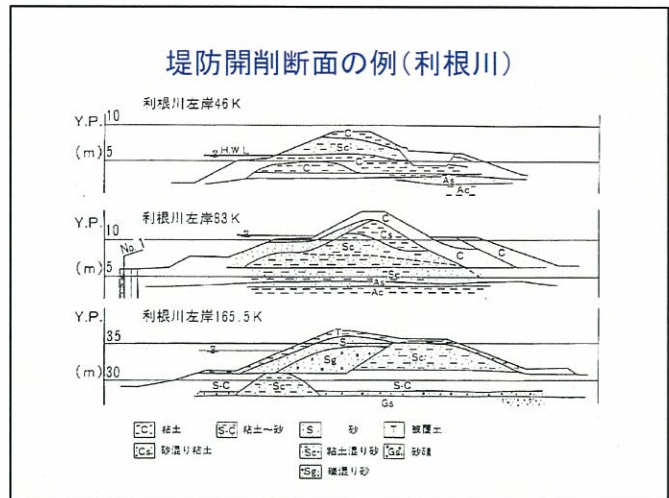 堤防開削断面の例(利根川)
利根川左岸46K
Y.P.
10
(m)
5
H.W.L
C
Sc
C
C
As
Ac
利根川左岸83K
Y.P.
10
(m)
5
No.1
C
Cs
Sc
C
C
Sc
As
Ac
利根川左岸165.5K
Y.P.
35
(m)
30
T
S
Sg
Sc
S-C
Sc
S-C
Gs
C 粘土 S-C 粘土~砂 S 砂 T 被覆土
Cs 砂混り粘土 Sc 粘土混り砂 Gs 砂礫
Sg 礫混り砂